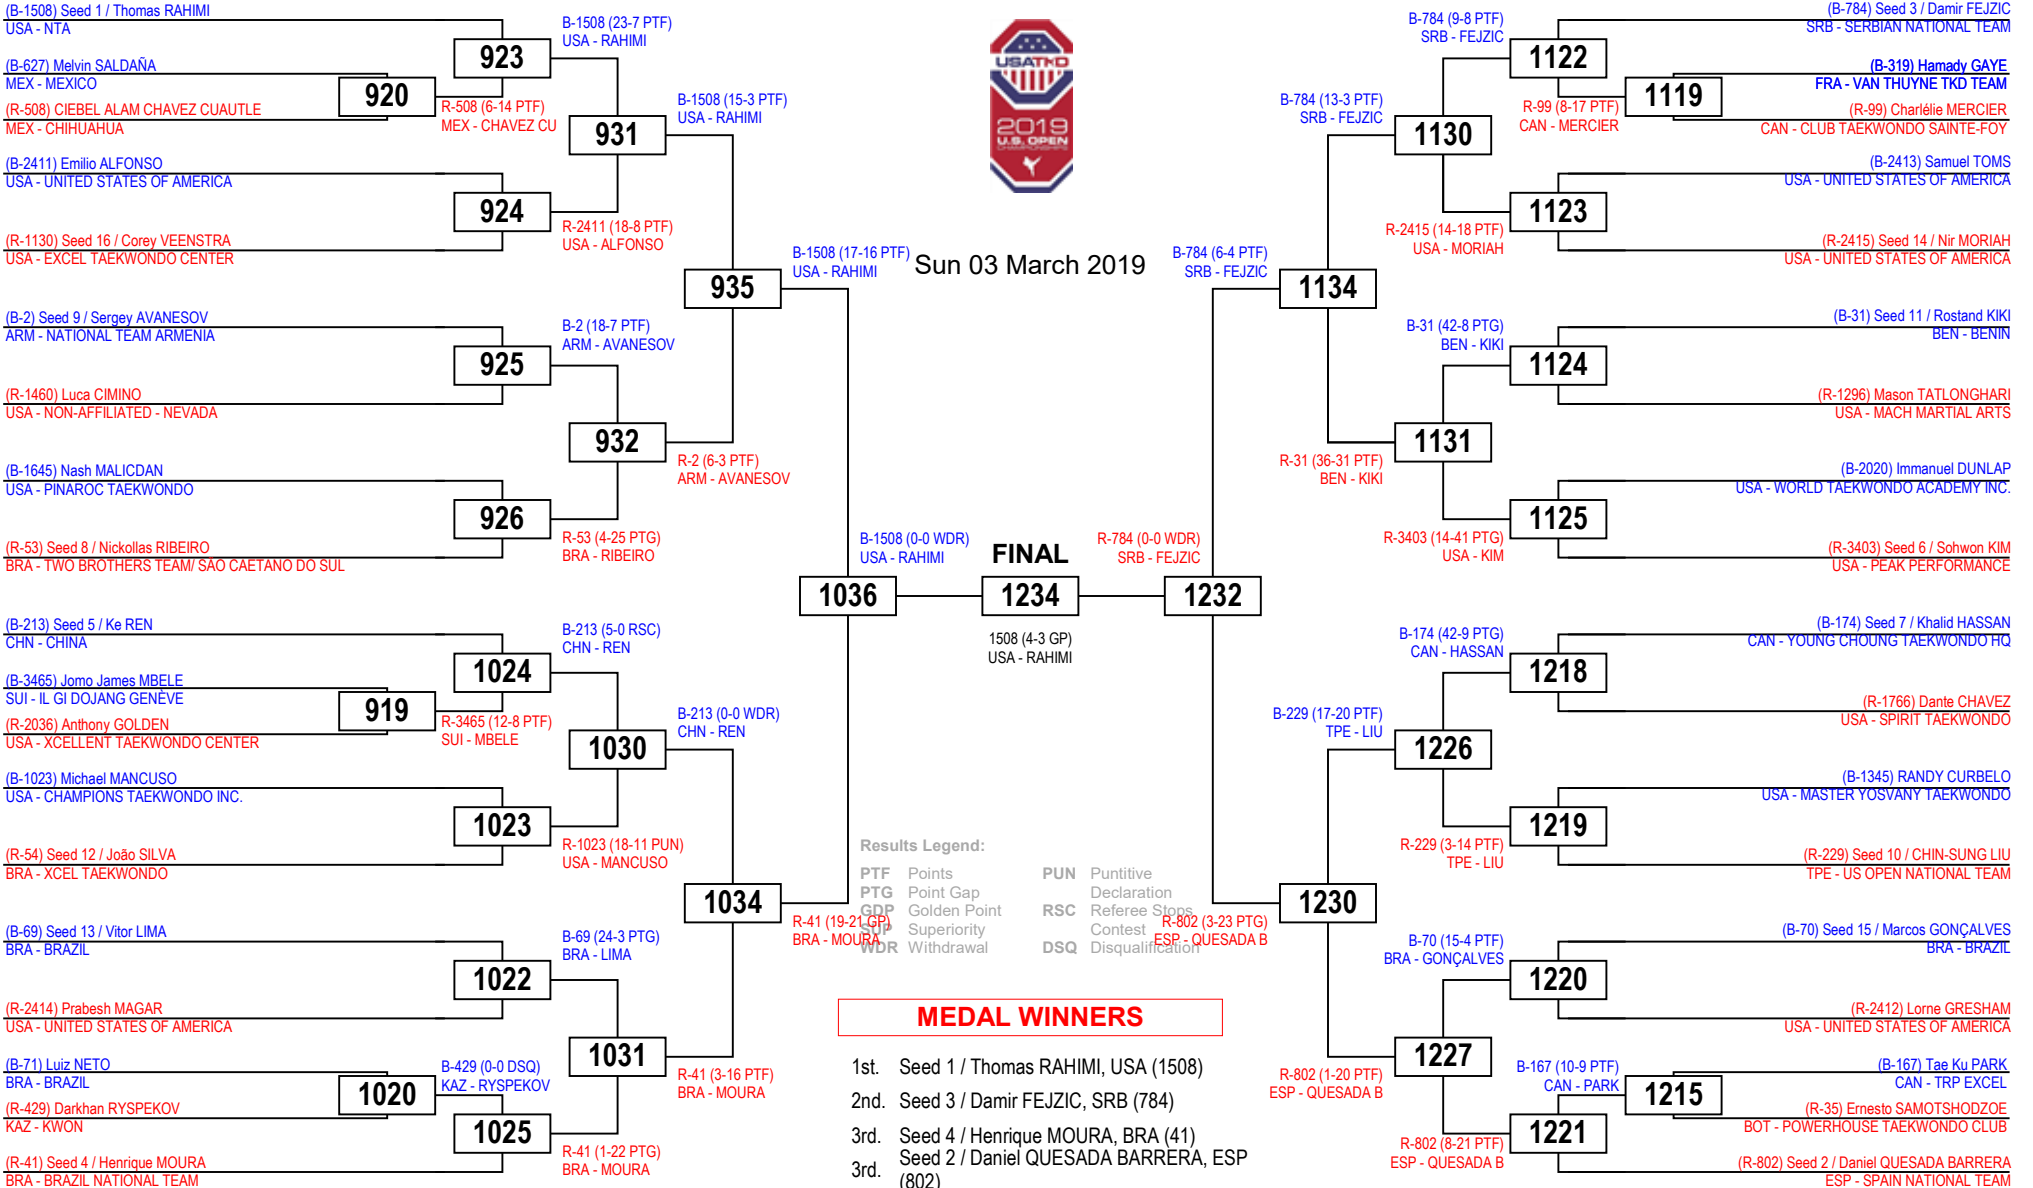 (B-1508) Seed 1 / Thomas RAHIMI
USA - NTA
(B-627) Melvin SALDAÑA
MEX - MEXICO
(R-508) CIEBEL ALAM CHAVEZ CUAUTLE
MEX - CHIHUAHUA
(B-2411) Emilio ALFONSO
USA - UNITED STATES OF AMERICA
(R-1130) Seed 16 / Corey VEENSTRA
USA - EXCEL TAEKWONDO CENTER
(B-2) Seed 9 / Sergey AVANESOV
ARM - NATIONAL TEAM ARMENIA
(R-1460) Luca CIMINO
USA - NON-AFFILIATED - NEVADA
(B-1645) Nash MALICDAN
USA - PINAROC TAEKWONDO
(R-53) Seed 8 / Nickollas RIBEIRO
BRA - TWO BROTHERS TEAM/ SAO CAETANO DO SUL
(B-213) Seed 5 / Ke REN
CHN - CHINA
(B-3465) Jomo James MBELE
SUI - IL GI DOJANG GENÈVE
(R-2036) Anthony GOLDEN
USA - XCELLENT TAEKWONDO CENTER
(B-1023) Michael MANCUSO
USA - CHAMPIONS TAEKWONDO INC.
(R-54) Seed 12 / João SILVA
BRA - XCEL TAEKWONDO
(B-69) Seed 13 / Vitor LIMA
BRA - BRAZIL
(R-2414) Prabesh MAGAR
USA - UNITED STATES OF AMERICA
(B-71) Luiz NETO
BRA - BRAZIL
(R-429) Darkhan RYSPEKOV
KAZ - KWON
(R-41) Seed 4 / Henrique MOURA
BRA - BRAZIL NATIONAL TEAM
920
919
1020
R-508 (6-14 PTF)
MEX - CHAVEZ CU
R-3465 (12-8 PTF)
SUI - MBELE
B-429 (0-0 DSQ)
KAZ - RYSPEKOV
923
924
925
926
1024
1023
1022
1025
B-1508 (23-7 PTF)
USA - RAHIMI
R-2411 (18-8 PTF)
USA - ALFONSO
B-2 (18-7 PTF)
ARM - AVANESOV
R-53 (4-25 PTG)
BRA - RIBEIRO
B-213 (5-0 RSC)
CHN - REN
R-1023 (18-11 PUN)
USA - MANCUSO
B-69 (24-3 PTG)
BRA - LIMA
R-41 (1-22 PTG)
BRA - MOURA
931
932
1030
1031
B-1508 (15-3 PTF)
USA - RAHIMI
R-2 (6-3 PTF)
ARM - AVANESOV
B-213 (0-0 WDR)
CHN - REN
R-41 (3-16 PTF)
BRA - MOURA
935
1034
B-1508 (17-16 PTF)
USA - RAHIMI
R-41 (19-21 GP)
BRA - MOURA
1036
B-1508 (0-0 WDR)
USA - RAHIMI
USATKD
2019
U.S. OPEN
CHAMPIONSHIPS
Sun 03 March 2019
FINAL
1234
1508 (4-3 GP)
USA - RAHIMI
R-784 (0-0 WDR)
SRB - FEJZIC
1232
B-784 (6-4 PTF)
SRB - FEJZIC
R-802 (3-23 PTG)
ESP - QUESADA B
1134
1230
B-784 (13-3 PTF)
SRB - FEJZIC
R-31 (36-31 PTF)
BEN - KIKI
B-229 (17-20 PTF)
TPE - LIU
R-802 (1-20 PTF)
ESP - QUESADA B
1130
1131
1226
1227
B-784 (9-8 PTF)
SRB - FEJZIC
R-2415 (14-18 PTF)
USA - MORIAH
B-31 (42-8 PTG)
BEN - KIKI
R-3403 (14-41 PTG)
USA - KIM
B-174 (42-9 PTG)
CAN - HASSAN
R-229 (3-14 PTF)
TPE - LIU
B-70 (15-4 PTF)
BRA - GONÇALVES
R-802 (8-21 PTF)
ESP - QUESADA B
1122
1123
1124
1125
1218
1219
1220
1221
R-99 (8-17 PTF)
CAN - MERCIER
B-167 (10-9 PTF)
CAN - PARK
1119
1215
(B-784) Seed 3 / Damir FEJZIC
SRB - SERBIAN NATIONAL TEAM
(B-319) Hamady GAYE
FRA - VAN THUYNE TKD TEAM
(R-99) Charlélie MERCIER
CAN - CLUB TAEKWONDO SAINTE-FOY
(B-2413) Samuel TOMS
USA - UNITED STATES OF AMERICA
(R-2415) Seed 14 / Nir MORIAH
USA - UNITED STATES OF AMERICA
(B-31) Seed 11 / Rostand KIKI
BEN - BENIN
(R-1296) Mason TATLONGHARI
USA - MACH MARTIAL ARTS
(B-2020) Immanuel DUNLAP
USA - WORLD TAEKWONDO ACADEMY INC.
(R-3403) Seed 6 / Sohwon KIM
USA - PEAK PERFORMANCE
(B-174) Seed 7 / Khalid HASSAN
CAN - YOUNG CHOUNG TAEKWONDO HQ
(R-1766) Dante CHAVEZ
USA - SPIRIT TAEKWONDO
(B-1345) RANDY CURBELO
USA - MASTER YOSVANY TAEKWONDO
(R-229) Seed 10 / CHIN-SUNG LIU
TPE - US OPEN NATIONAL TEAM
(B-70) Seed 15 / Marcos GONÇALVES
BRA - BRAZIL
(R-2412) Lorne GRESHAM
USA - UNITED STATES OF AMERICA
(B-167) Tae Ku PARK
CAN - TRP EXCEL
(R-35) Ernesto SAMOTSHODZOE
BOT - POWERHOUSE TAEKWONDO CLUB
(R-802) Seed 2 / Daniel QUESADA BARRERA
ESP - SPAIN NATIONAL TEAM
Results Legend:
PTF Points PUN Puntitive
PTG Point Gap Declaration
GDP Golden Point RSC Referee Stops
SUP Superiority Contest
WDR Withdrawal DSQ Disqualification
MEDAL WINNERS
1st. Seed 1 / Thomas RAHIMI, USA (1508)
2nd. Seed 3 / Damir FEJZIC, SRB (784)
3rd. Seed 4 / Henrique MOURA, BRA (41)
3rd. Seed 2 / Daniel QUESADA BARRERA, ESP
(802)